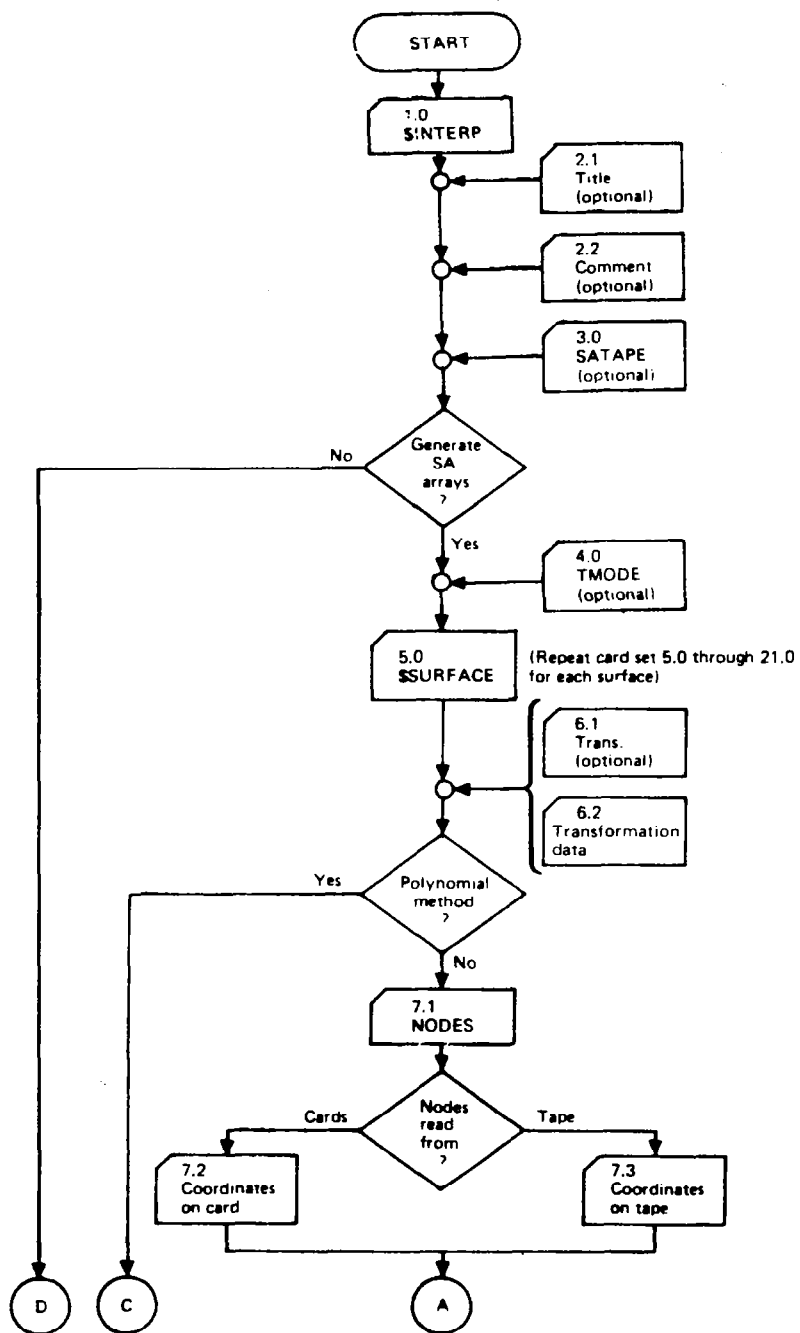 START
1.0
$INTERP
2.1
Title
(optional)
2.2
Comment
(optional)
3.0
SATAPE
(optional)
Generate
SA
arrays
?
No
Yes
4.0
TMODE
(optional)
5.0
$SURFACE
(Repeat card set 5.0 through 21.0
for each surface)
6.1
Trans.
(optional)
6.2
Transformation
data
Yes
Polynomial
method
?
No
7.1
NODES
Cards
Nodes
read
from
?
Tape
7.2
Coordinates
on card
7.3
Coordinates
on tape
D
C
A